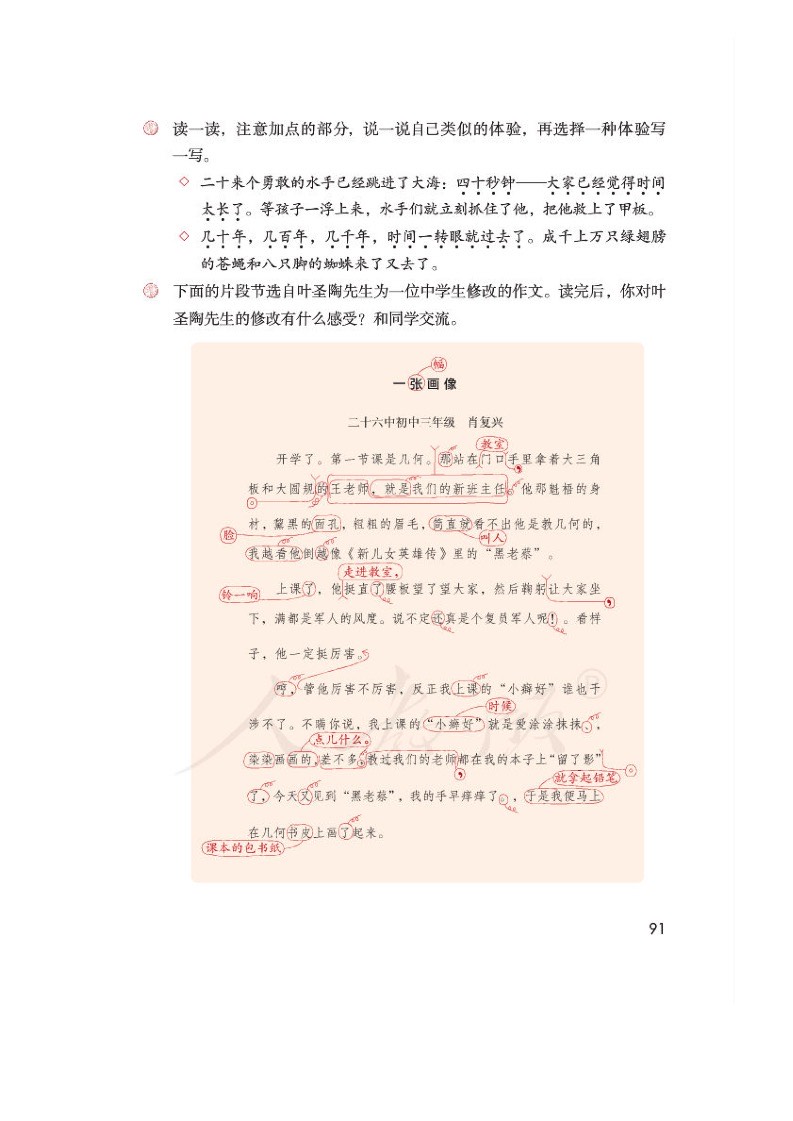 读一读，注意加点的部分，说一说自己类似的体验，再选择一种体验写
一写。
◇ 二十来个勇敢的水手已经跳进了大海：四十秒钟——大家已经觉得时间
太长了。等孩子一浮上来，水手们就立刻抓住了他，把他救上了甲板。
◇ 几十年，几百年，几千年，时间一转眼就过去了。成千上万只绿翅膀
的苍蝇和八只脚的蜘蛛来了又去了。
下面的片段节选自叶圣陶先生为一位中学生修改的作文。读完后，你对叶
圣陶先生的修改有什么感受？和同学交流。
幅
一张画像
二十六中初中三年级 肖复兴
教室
开学了。第一节课是几何。那站在门口手里拿着大三角
，
板和大圆规的王老师，就是我们的新班主任。他那魁梧的身
材，黧黑的面孔，粗粗的眉毛，简直就看不出他是教几何的，
脸 叫人
我越看他倒越像《新儿女英雄传》里的“黑老蔡”。
走进教室，
铃一响 上课了，他挺直了腰板望了望大家，然后鞠躬让大家坐
，
下，满都是军人的风度。说不定还真是个复员军人呢！。看样
子，他一定挺厉害。
哼，管他厉害不厉害，反正我上课的“小癖好”谁也干
时候
涉不了。不瞒你说，我上课的“小癖好”就是爱涂涂抹抹、，
点儿什么。
染染画画的，差不多，教过我们的老师都在我的本子上“留了影”
， 就拿起铅笔
了，今天又见到“黑老蔡”，我的手早痒痒了。，于是我便马上
在几何书皮上画了起来。
课本的包书纸
人教版®
91